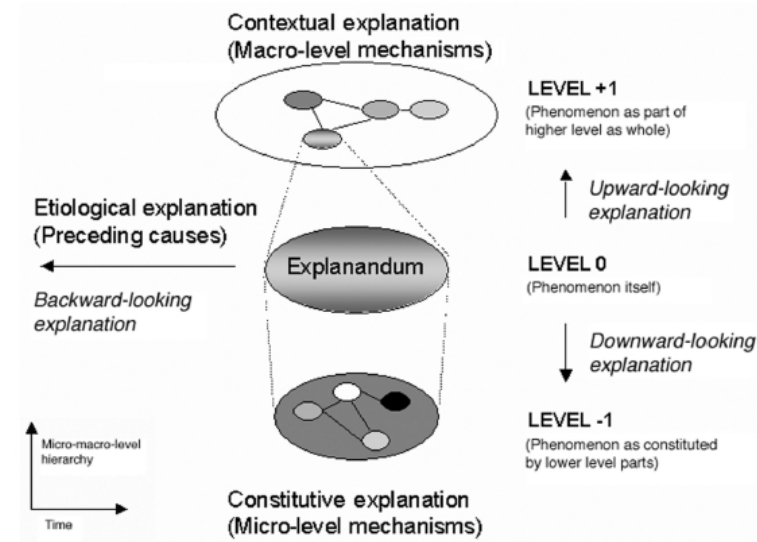 Contextual explanation
(Macro-level mechanisms)
LEVEL +1
(Phenomenon as part of
higher level as whole)
Upward-looking
explanation
Etiological explanation
(Preceding causes)
Explanandum
LEVEL 0
(Phenomenon itself)
Backward-looking
explanation
Downward-looking
explanation
LEVEL -1
(Phenomenon as constituted
by lower level parts)
Micro-macro-level
hierarchy
Time
Constitutive explanation
(Micro-level mechanisms)